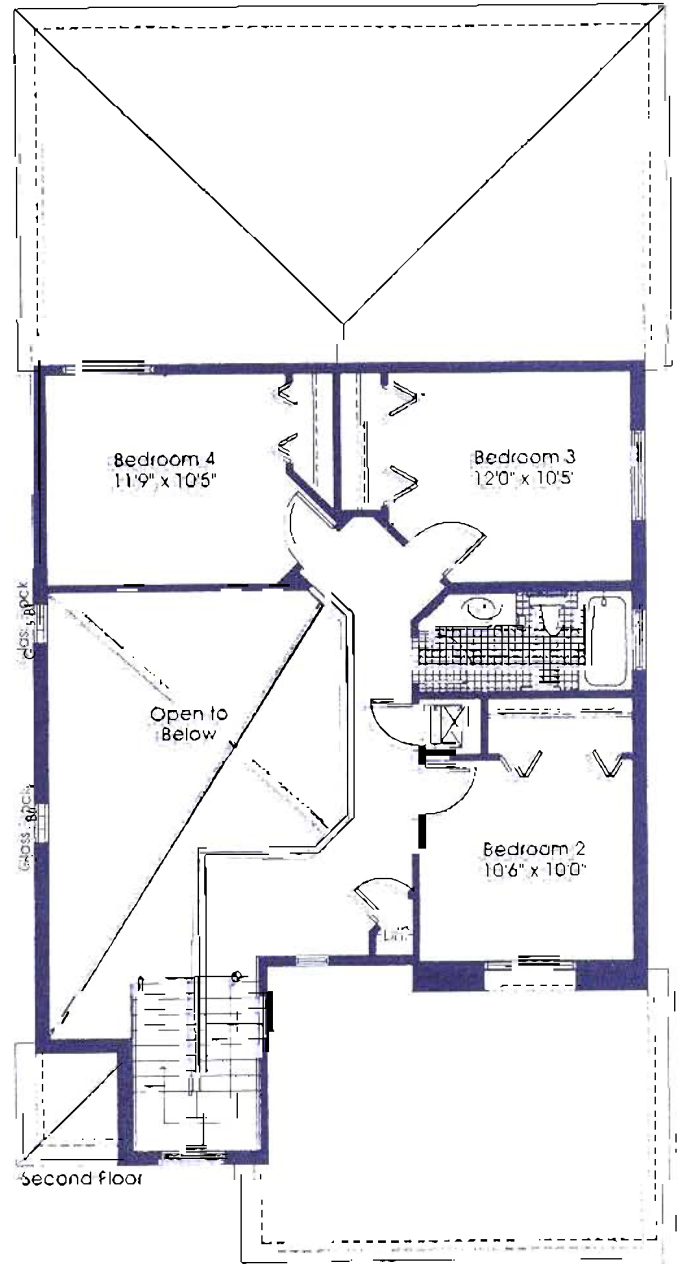 Bedroom 4
11'9" x 10'5"
Bedroom 3
12'0" x 10'5'
Open to
Below
Bedroom 2
10'6" x 10'0"
Lin.
Second Floor